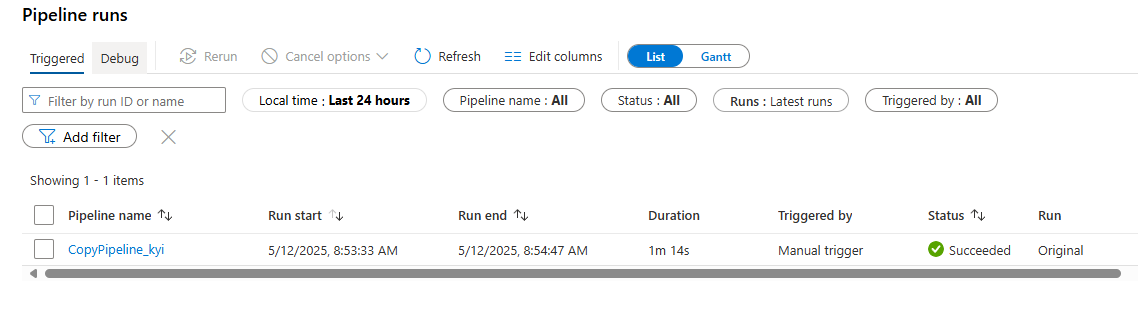 Pipeline runs
Triggered Debug Rerun Cancel options Refresh Edit columns List Gantt
Filter by run ID or name Local time : Last 24 hours Pipeline name : All Status : All Runs : Latest runs Triggered by : All
Add filter
Showing 1 - 1 items
Pipeline name Run start Run end Duration Triggered by Status Run
CopyPipeline_kyi 5/12/2025, 8:53:33 AM 5/12/2025, 8:54:47 AM 1m 14s Manual trigger Succeeded Original